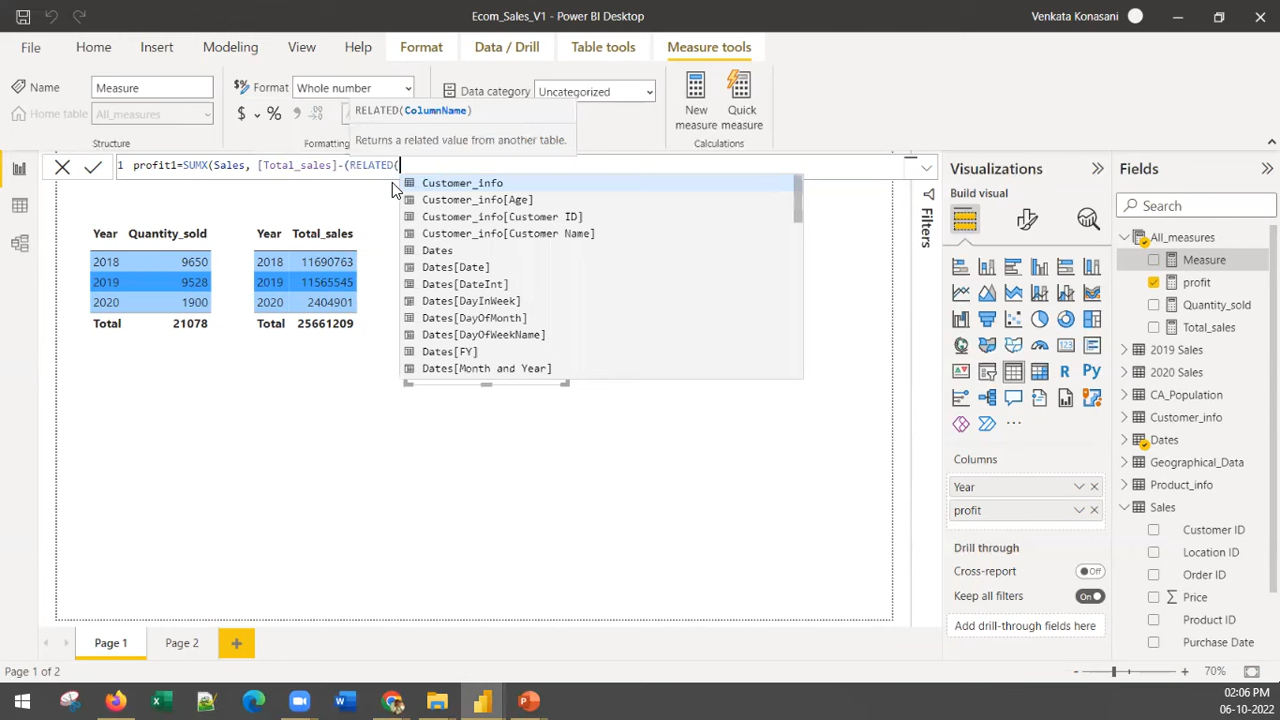 Ecom_Sales_V1 - Power BI Desktop
Venkata Konasani
File
Home
Insert
Modeling
View
Help
Format
Data / Drill
Table tools
Measure tools
Name
Measure
Format
Whole number
Data category
Uncategorized
New measure
Quick measure
Home table
All_measures
$
%
Structure
Formatting
Calculations
RELATED(ColumnName)
Returns a related value from another table.
1 profit1=SUMX(Sales, [Total_sales]-(RELATED(
Customer_info
Customer_info[Age]
Customer_info[Customer ID]
Customer_info[Customer Name]
Dates
Dates[Date]
Dates[DateInt]
Dates[DayInWeek]
Dates[DayOfMonth]
Dates[DayOfWeekName]
Dates[FY]
Dates[Month and Year]
Year Quantity_sold
2018 9650
2019 9528
2020 1900
Total 21078
Year Total_sales
2018 11690763
2019 11565545
2020 2404901
Total 25661209
Filters
Visualizations
Build visual
R
Py
123
Columns
Year
profit
Drill through
Cross-report
Off
Keep all filters
On
Add drill-through fields here
Fields
Search
All_measures
Measure
profit
Quantity_sold
Total_sales
2019 Sales
2020 Sales
CA_Population
Customer_info
Dates
Geographical_Data
Product_info
Sales
Customer ID
Location ID
Order ID
Price
Product ID
Purchase Date
Page 1
Page 2
Page 1 of 2
70%
02:06 PM
06-10-2022